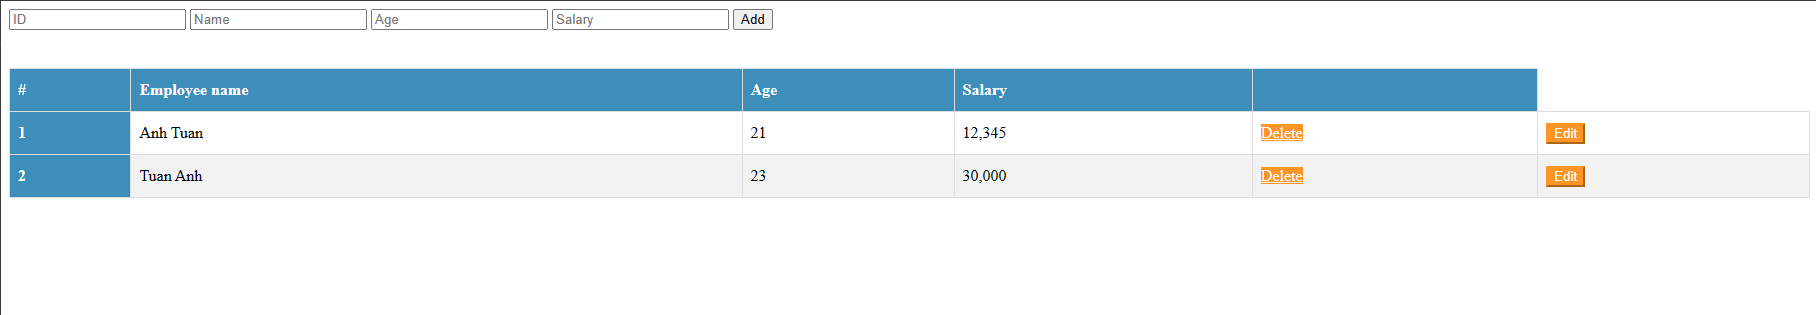 ID Name Age Salary Add
# Employee name Age Salary
1 Anh Tuan 21 12,345 Delete Edit
2 Tuan Anh 23 30,000 Delete Edit